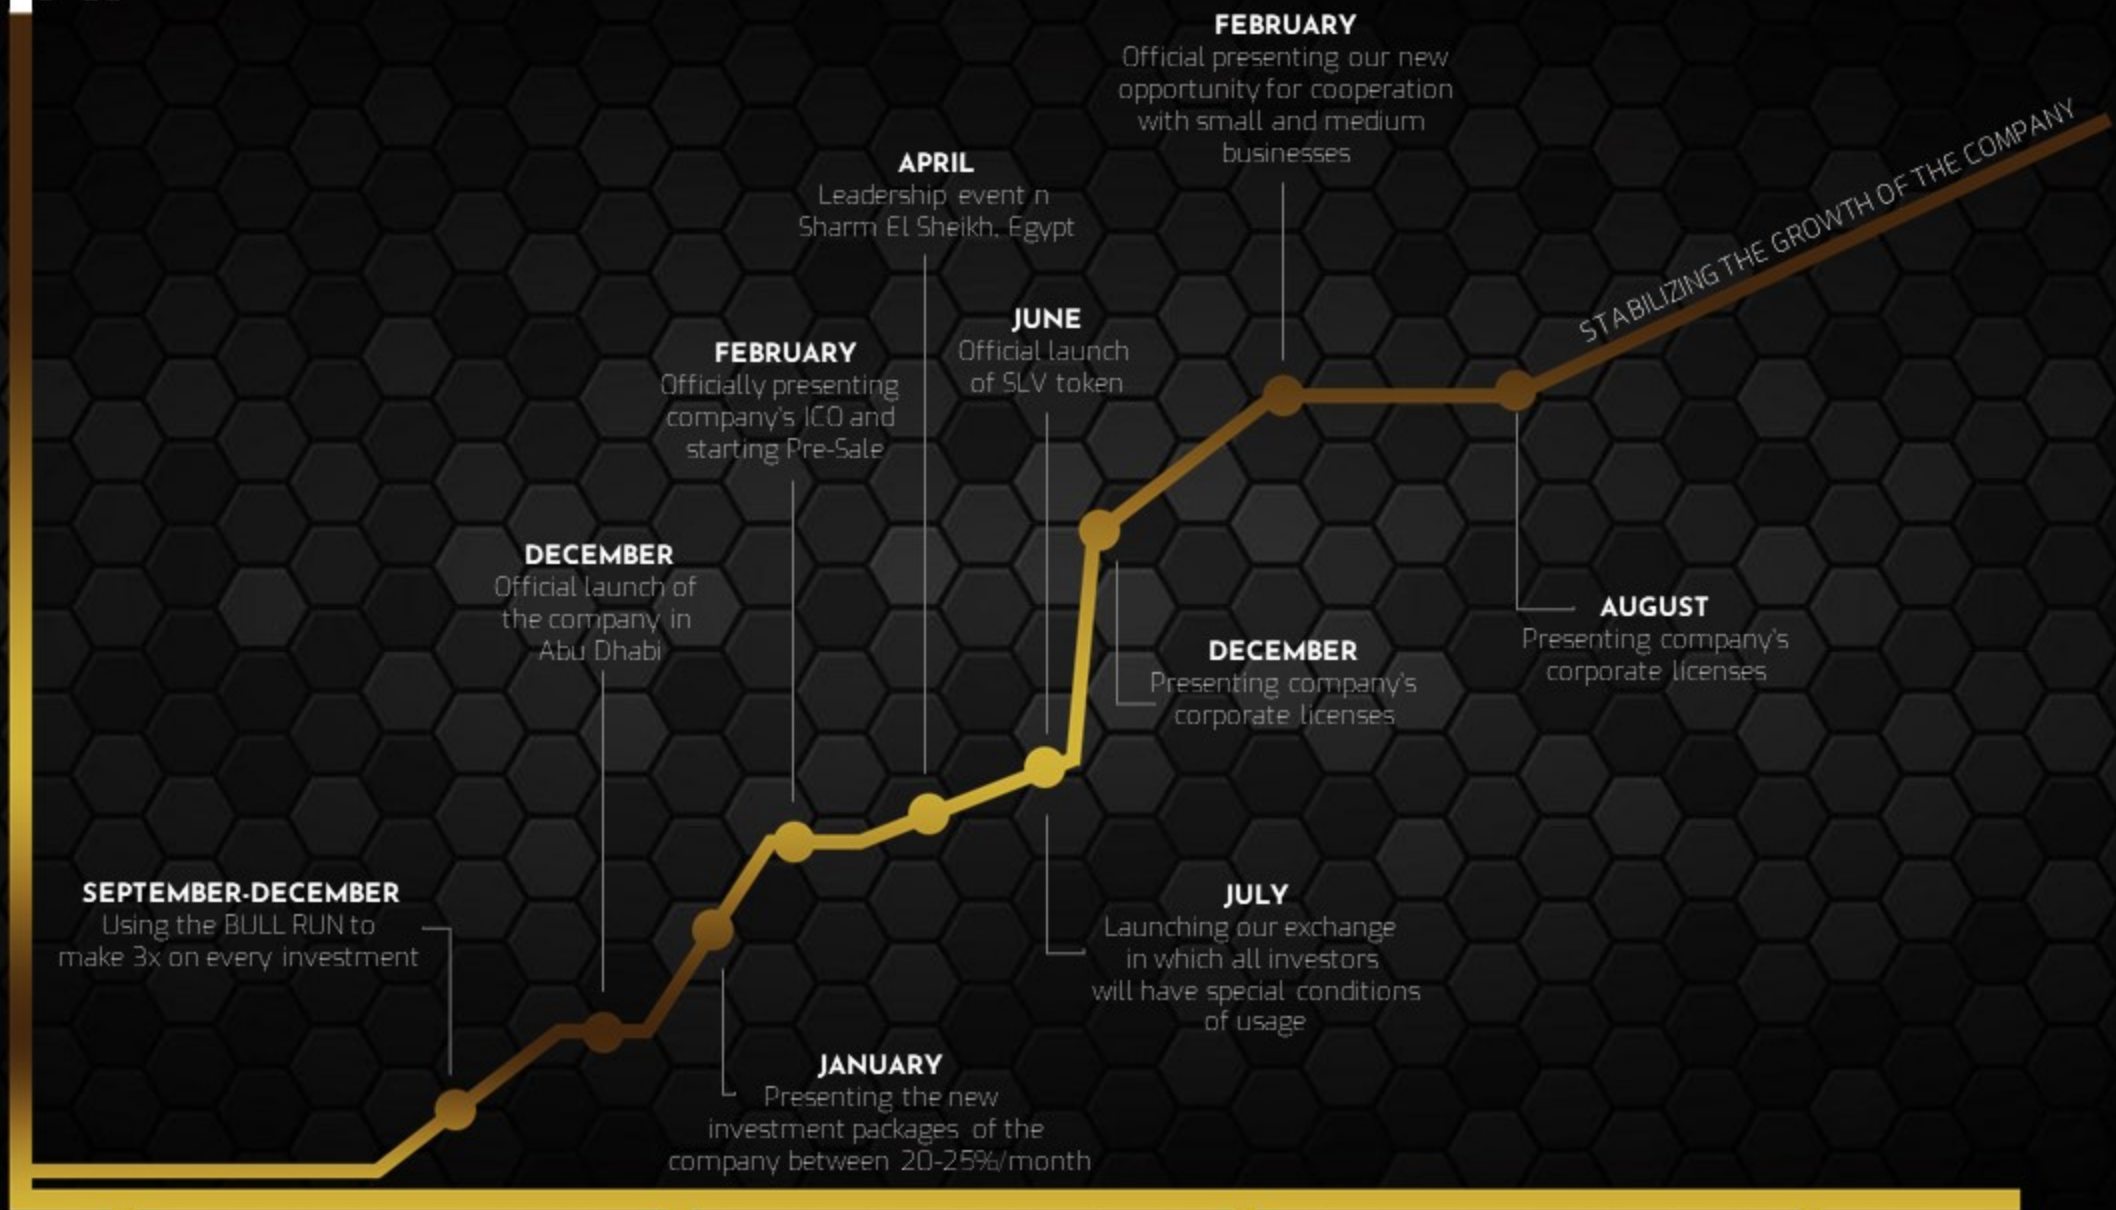 SEPTEMBER-DECEMBER
Using the BULL RUN to
make 3x on every investment
DECEMBER
Official launch of
the company in
Abu Dhabi
JANUARY
Presenting the new
investment packages of the
company between 20-25%/month
FEBRUARY
Officially presenting
company's ICO and
starting Pre-Sale
APRIL
Leadership event n
Sharm El Sheikh, Egypt
JUNE
Official launch
of SLV token
JULY
Launching our exchange
in which all investors
will have special conditions
of usage
DECEMBER
Presenting company's
corporate licenses
FEBRUARY
Official presenting our new
opportunity for cooperation
with small and medium
businesses
AUGUST
Presenting company's
corporate licenses
STABILIZING THE GROWTH OF THE COMPANY